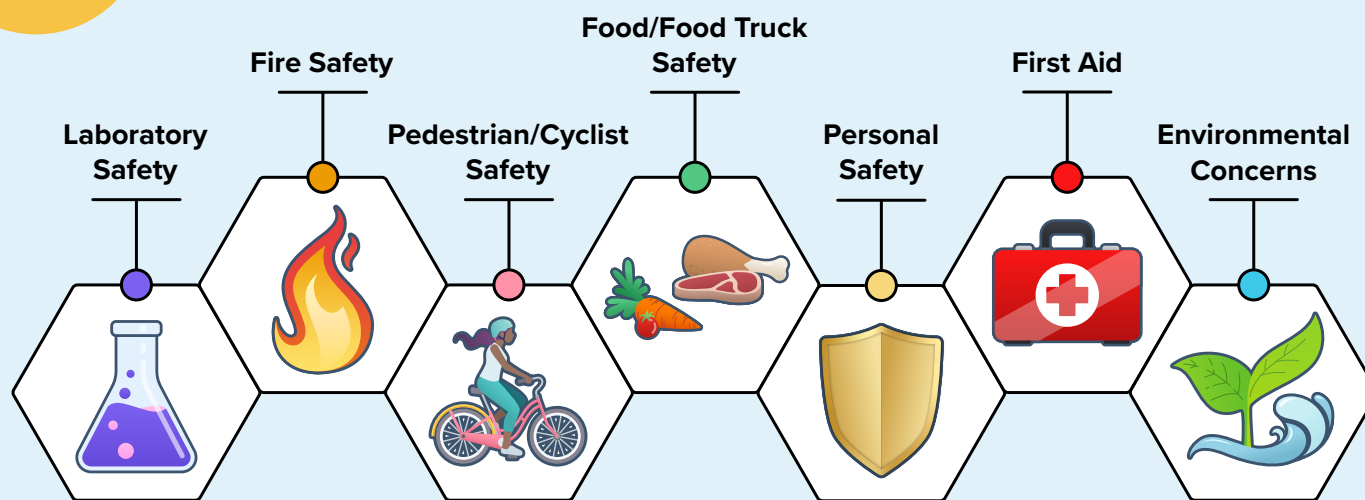 Laboratory
Safety
Fire Safety
Pedestrian/Cyclist
Safety
Food/Food Truck
Safety
Personal
Safety
First Aid
Environmental
Concerns